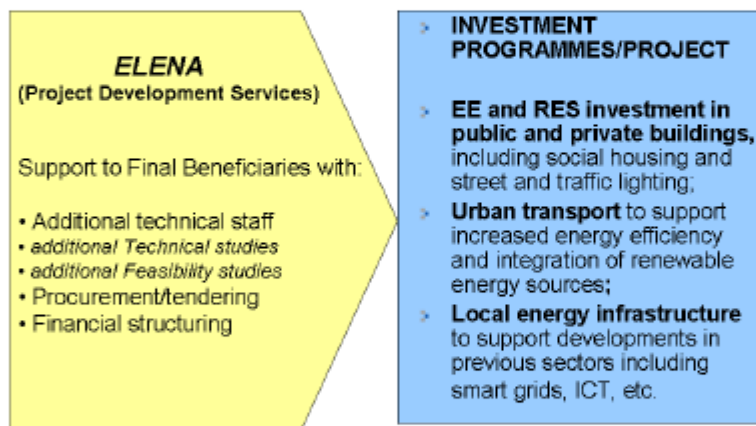 ELENA
(Project Development Services)
Support to Final Beneficiaries with:
• Additional technical staff
• additional Technical studies
• additional Feasibility studies
• Procurement/tendering
• Financial structuring
INVESTMENT
PROGRAMMES/PROJECT
EE and RES investment in
public and private buildings,
including social housing and
street and traffic lighting;
Urban transport to support
increased energy efficiency
and integration of renewable
energy sources;
Local energy infrastructure
to support developments in
previous sectors including
smart grids, ICT, etc.